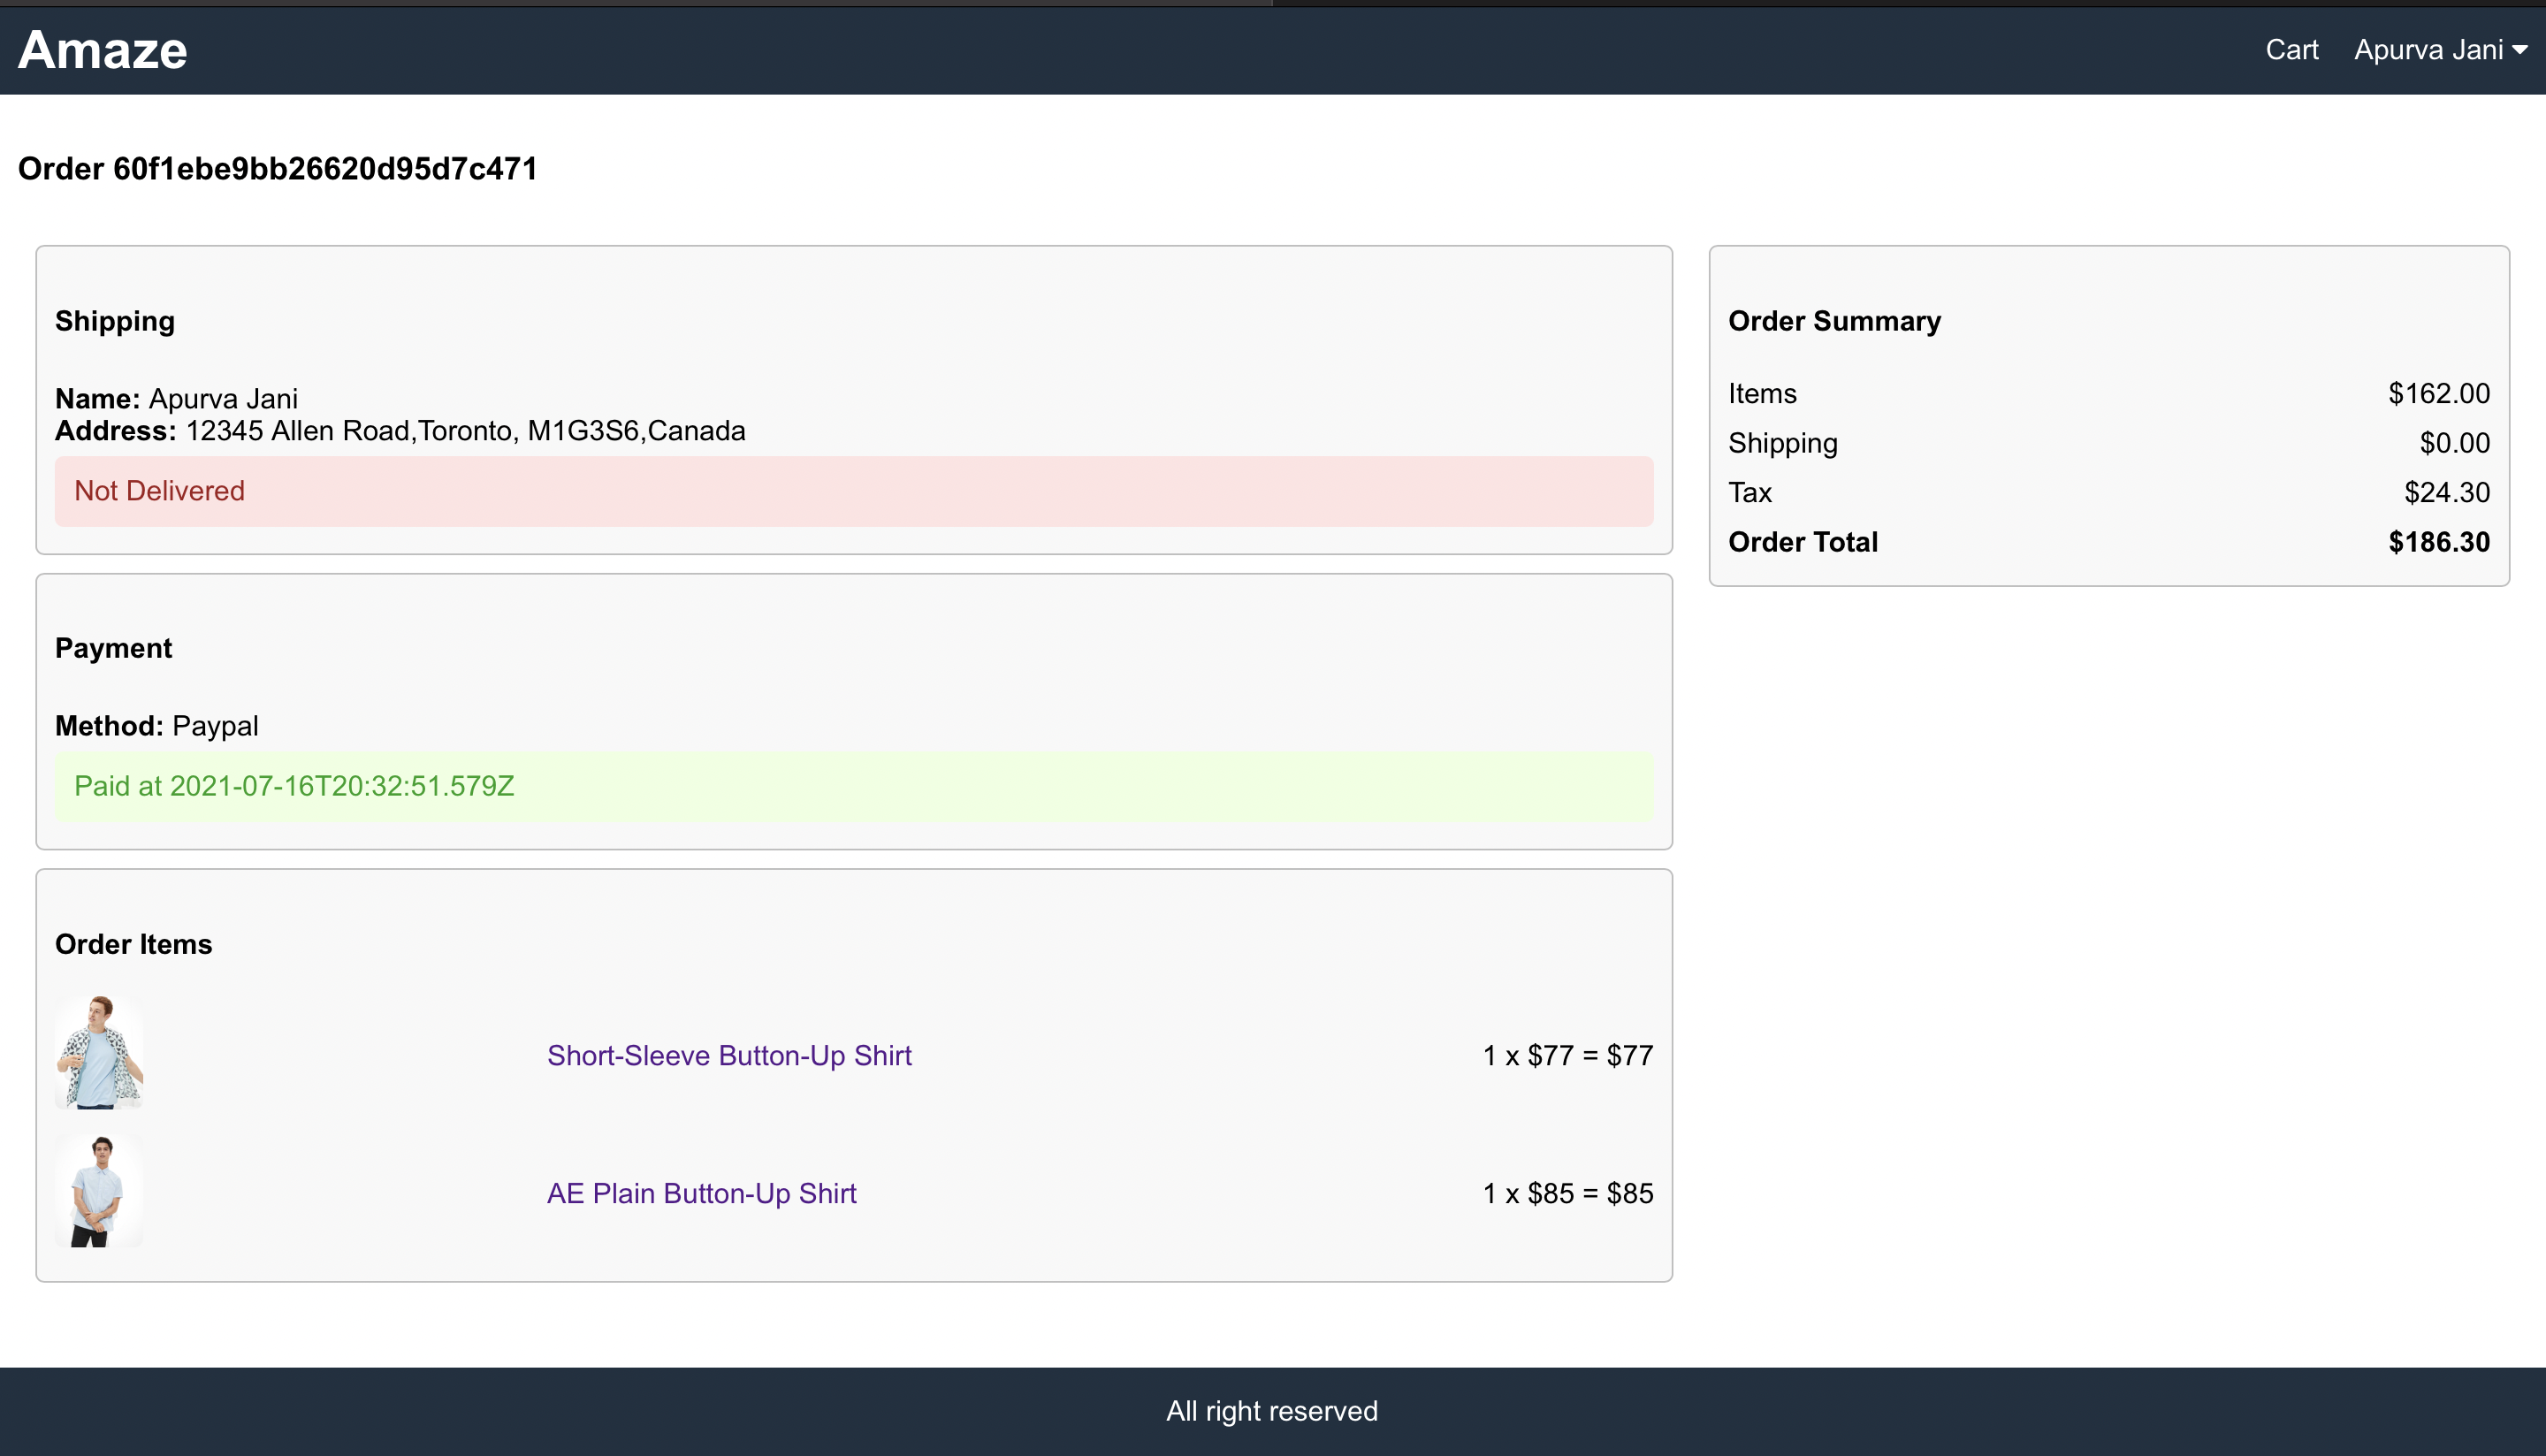 Amaze
Cart
Apurva Jani
Order 60f1ebe9bb26620d95d7c471
Shipping
Name: Apurva Jani
Address: 12345 Allen Road,Toronto, M1G3S6,Canada
Not Delivered
Payment
Method: Paypal
Paid at 2021-07-16T20:32:51.579Z
Order Items
Short-Sleeve Button-Up Shirt 1 x $77 = $77
AE Plain Button-Up Shirt 1 x $85 = $85
Order Summary
Items $162.00
Shipping $0.00
Tax $24.30
Order Total $186.30
All right reserved